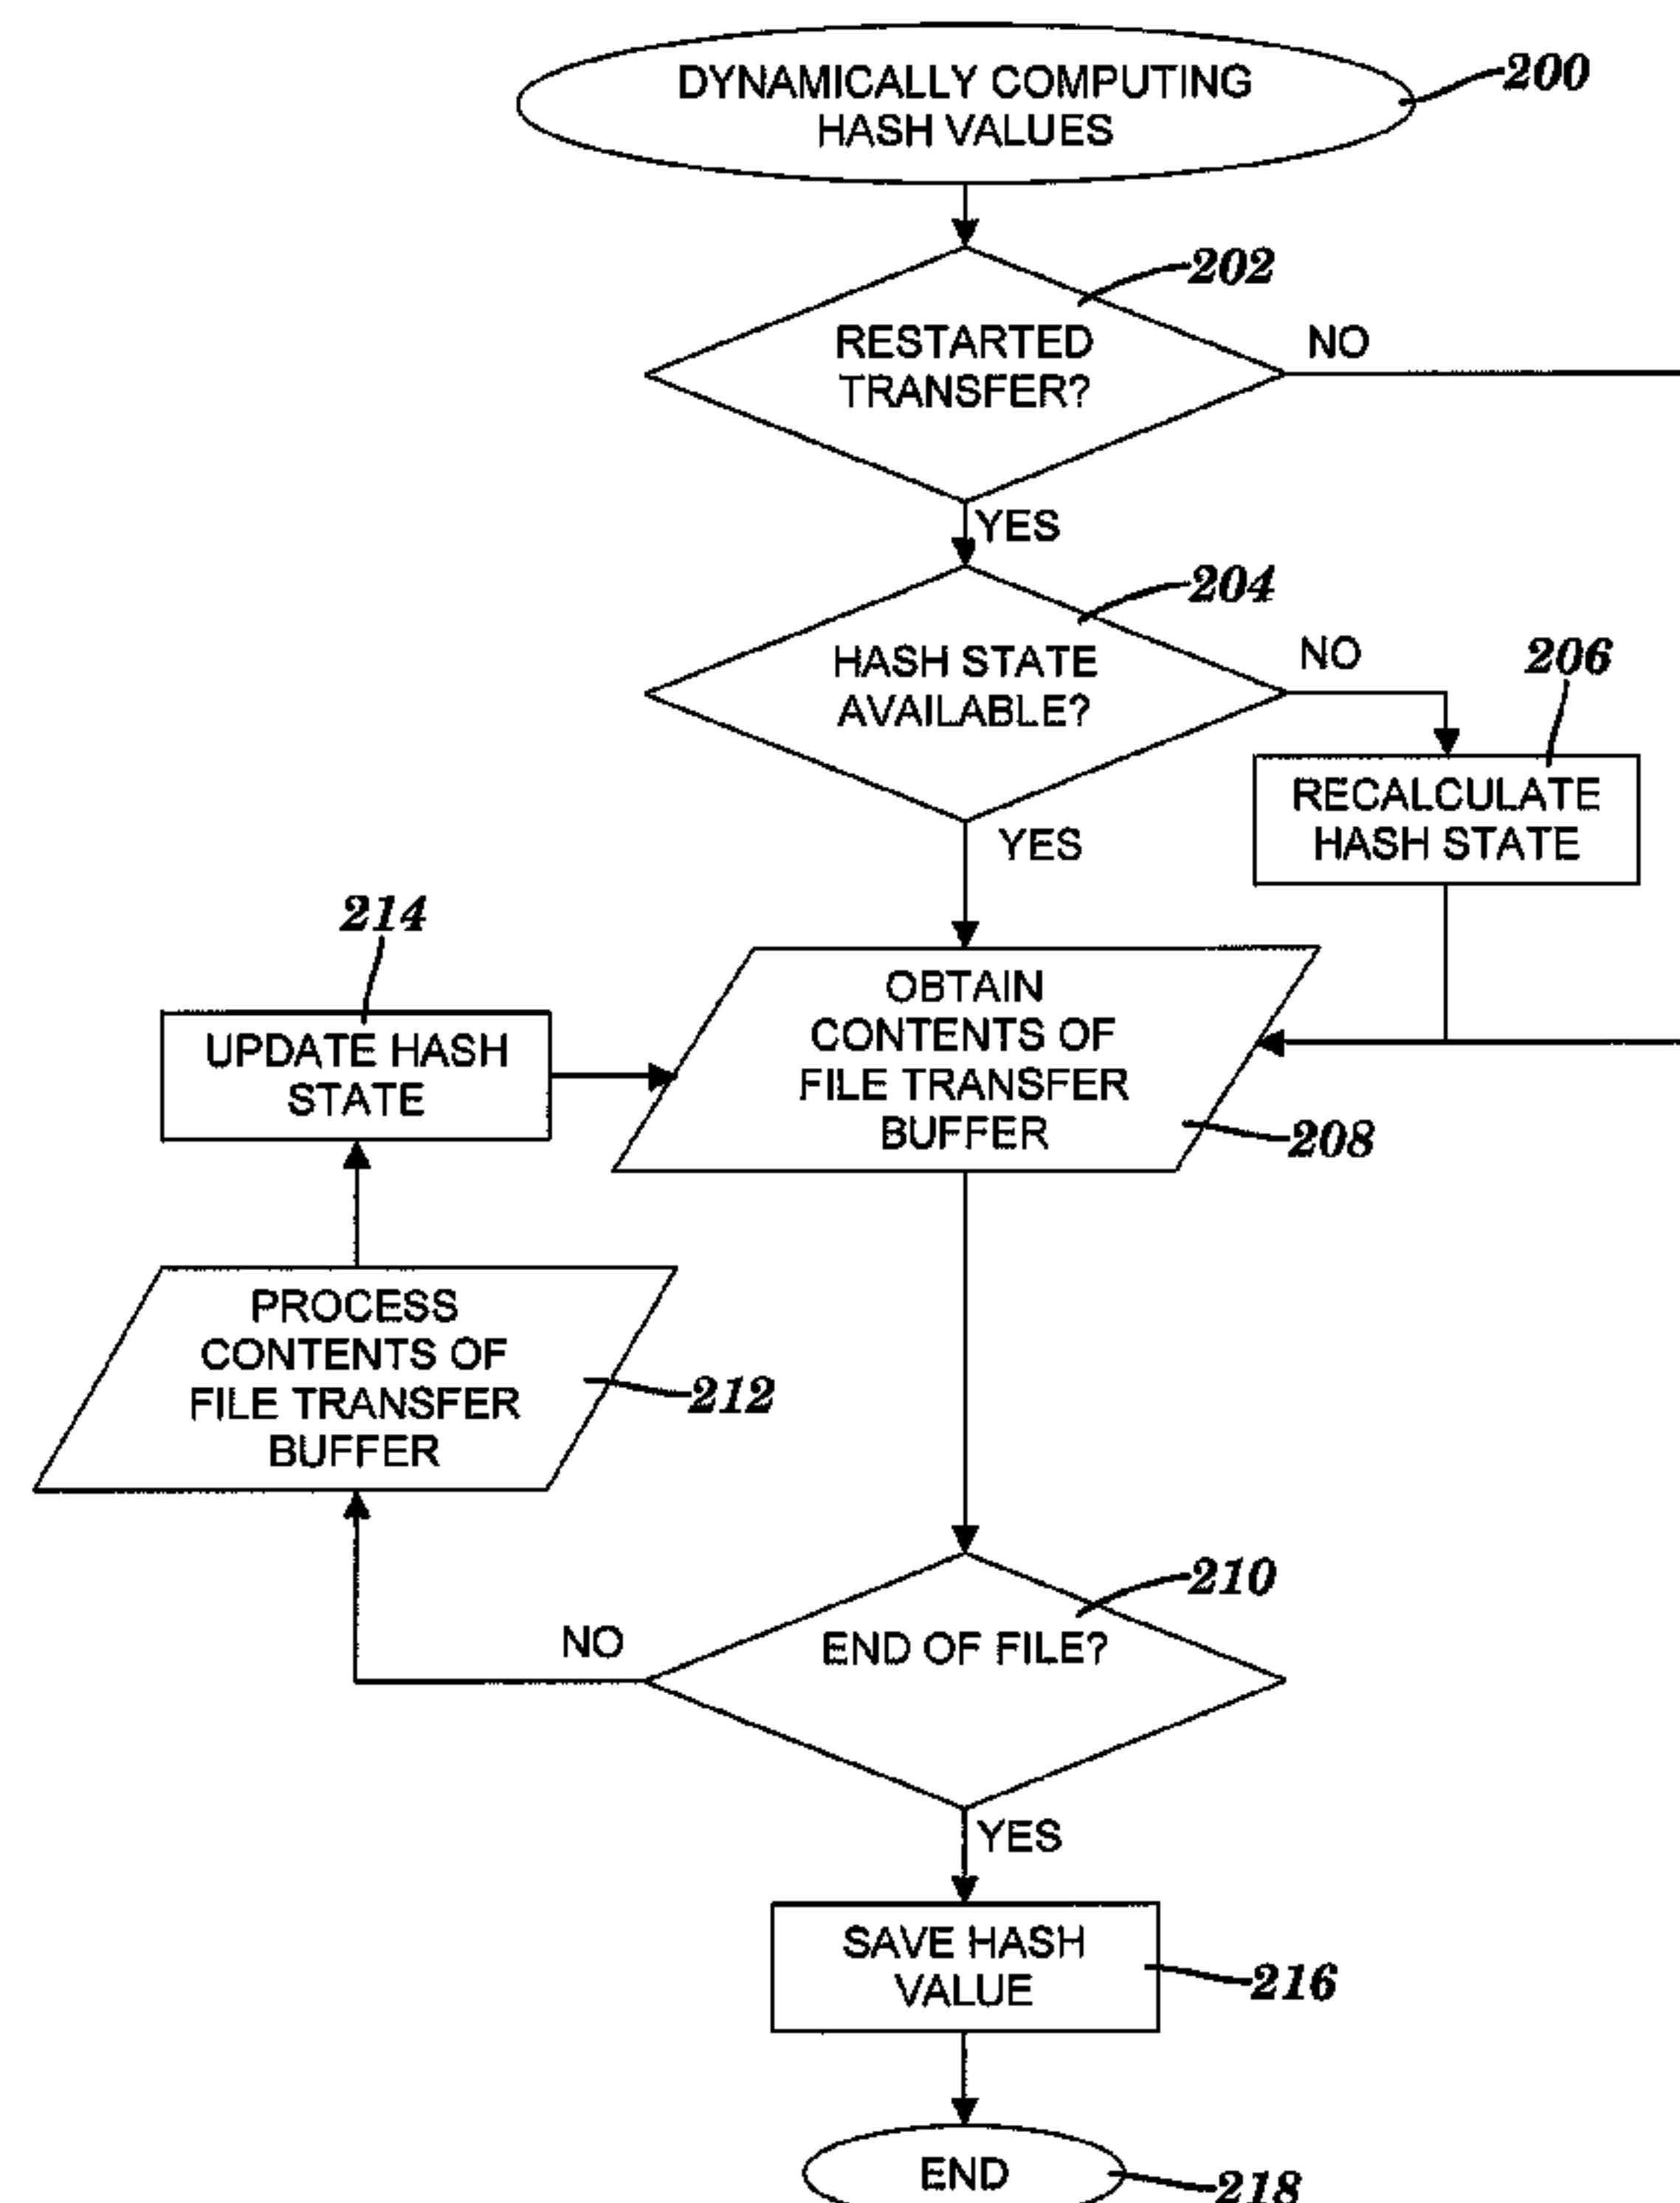 DYNAMICALLY COMPUTING
HASH VALUES
200
202
RESTARTED
TRANSFER?
NO
YES
204
HASH STATE
AVAILABLE?
NO
206
YES
RECALCULATE
HASH STATE
214
UPDATE HASH
STATE
OBTAIN
CONTENTS OF
FILE TRANSFER
BUFFER
208
PROCESS
CONTENTS OF
FILE TRANSFER
BUFFER
212
210
END OF FILE?
NO
YES
SAVE HASH
VALUE
216
END
218